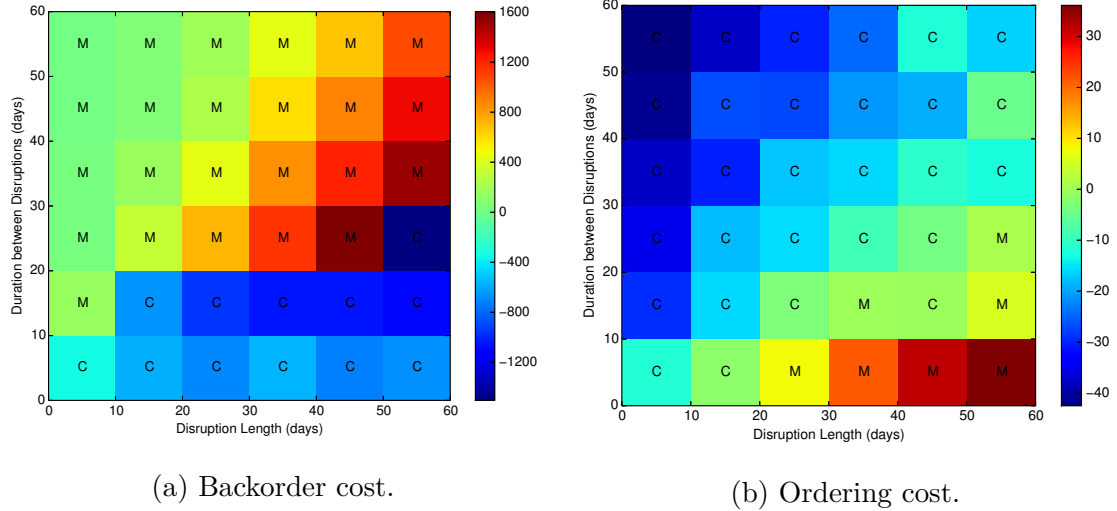 60
50
40
30
20
10
0
Duration between Disruptions (days)
M M M M M M
M M M M M M
M M M M M M
M M M M M C
M C C C C C
C C C C C C
0 10 20 30 40 50 60
Disruption Length (days)
1600
1200
800
400
0
−400
−800
−1200
(a) Backorder cost.
60
50
40
30
20
10
0
Duration between Disruptions (days)
C C C C C C
C C C C C C
C C C C C C
C C C C C M
C C C M C M
C C M M M M
0 10 20 30 40 50 60
Disruption Length (days)
30
20
10
0
−10
−20
−30
−40
(b) Ordering cost.